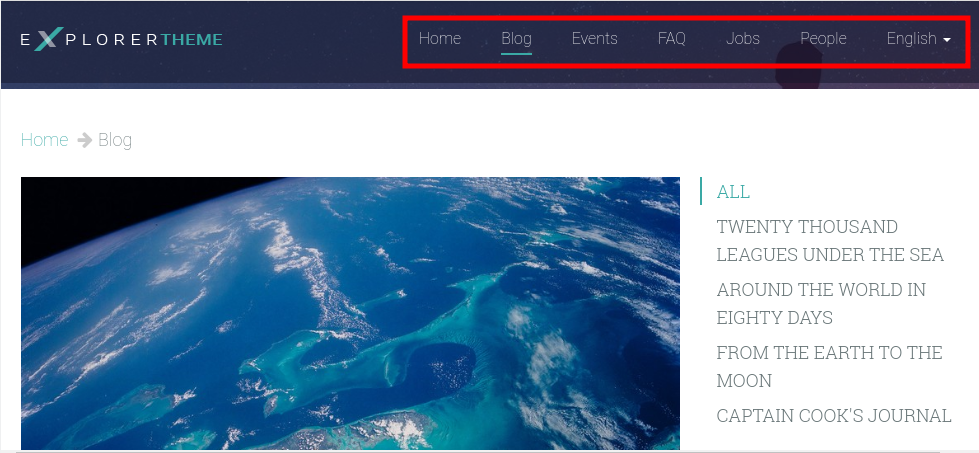 EXPLORERTHEME
Home Blog Events FAQ Jobs People English
Home Blog
ALL
TWENTY THOUSAND
LEAGUES UNDER THE SEA
AROUND THE WORLD IN
EIGHTY DAYS
FROM THE EARTH TO THE
MOON
CAPTAIN COOK'S JOURNAL